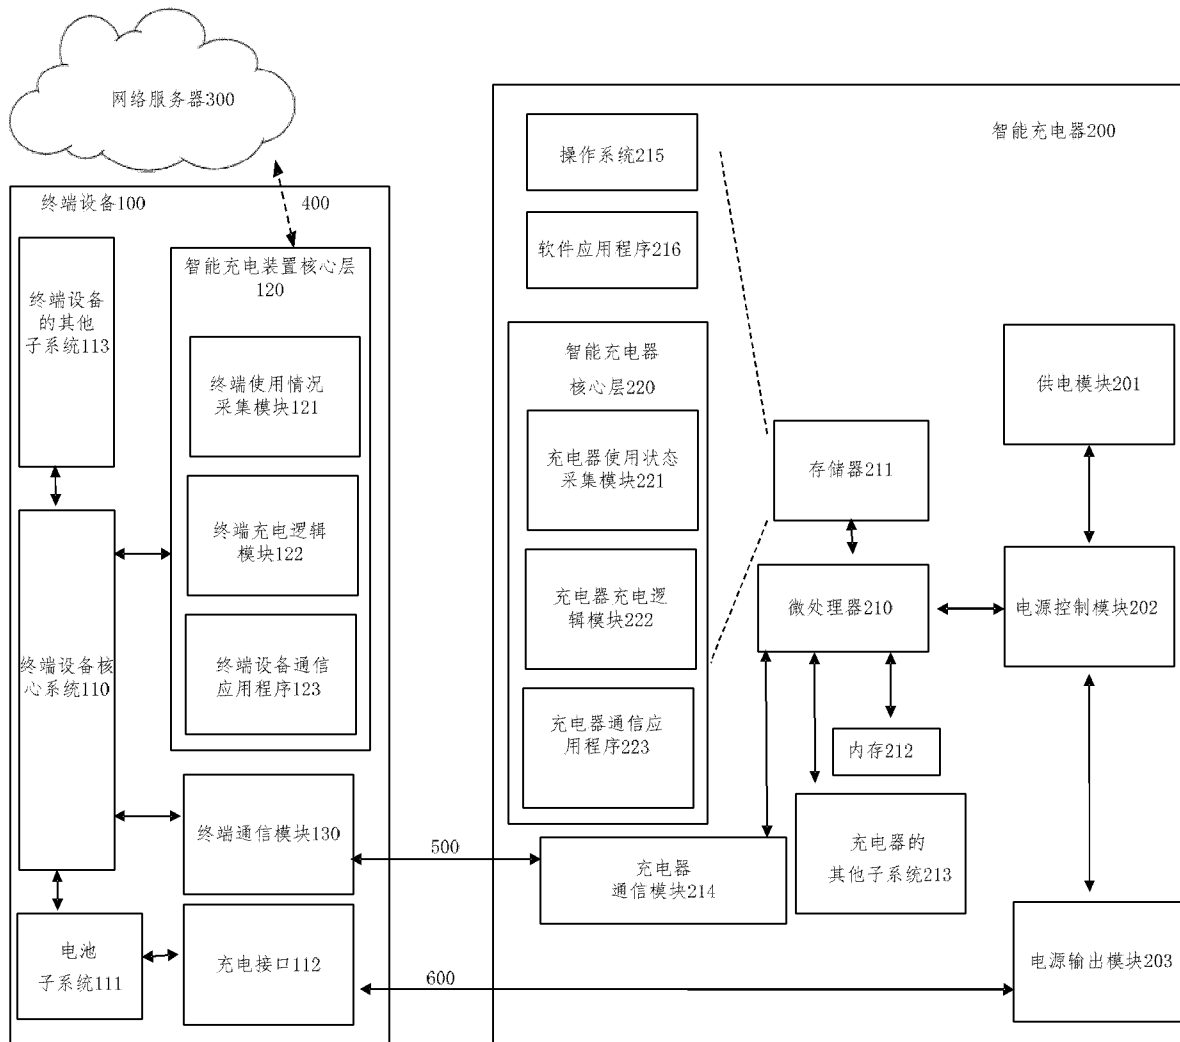 网络服务器300
终端设备100
400
终端设备
的其他
子系统113
智能充电装置核心层
120
终端使用情况
采集模块121
终端充电逻辑
模块122
终端设备通信
应用程序123
终端设备核
心系统110
终端通信模块130
电池
子系统111
充电接口112
500
600
智能充电器200
操作系统215
软件应用程序216
智能充电器
核心层220
充电器使用状态
采集模块221
充电器充电逻
辑模块222
充电器通信应
用程序223
存储器211
微处理器210
内存212
充电器的
其他子系统213
充电器
通信模块214
供电模块201
电源控制模块202
电源输出模块203